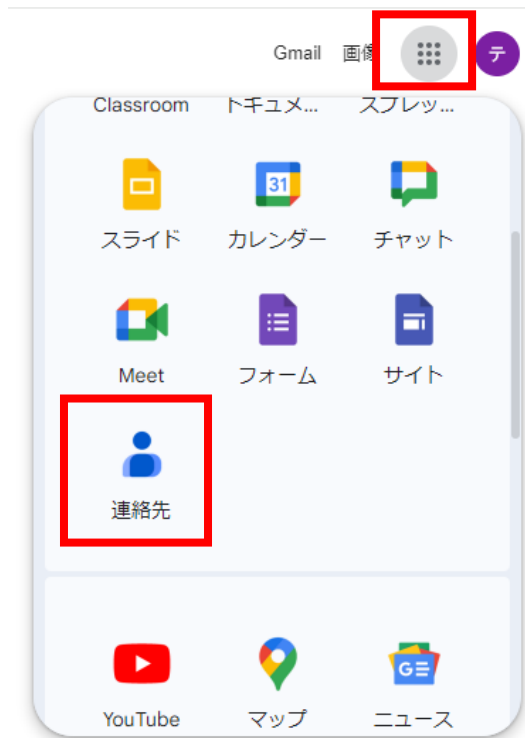 Gmail 画像 テ
Classroom トキュメ... スプレッ...
31
スライド カレンダー チャット
Meet フォーム サイト
連絡先
G
YouTube マップ ニュース